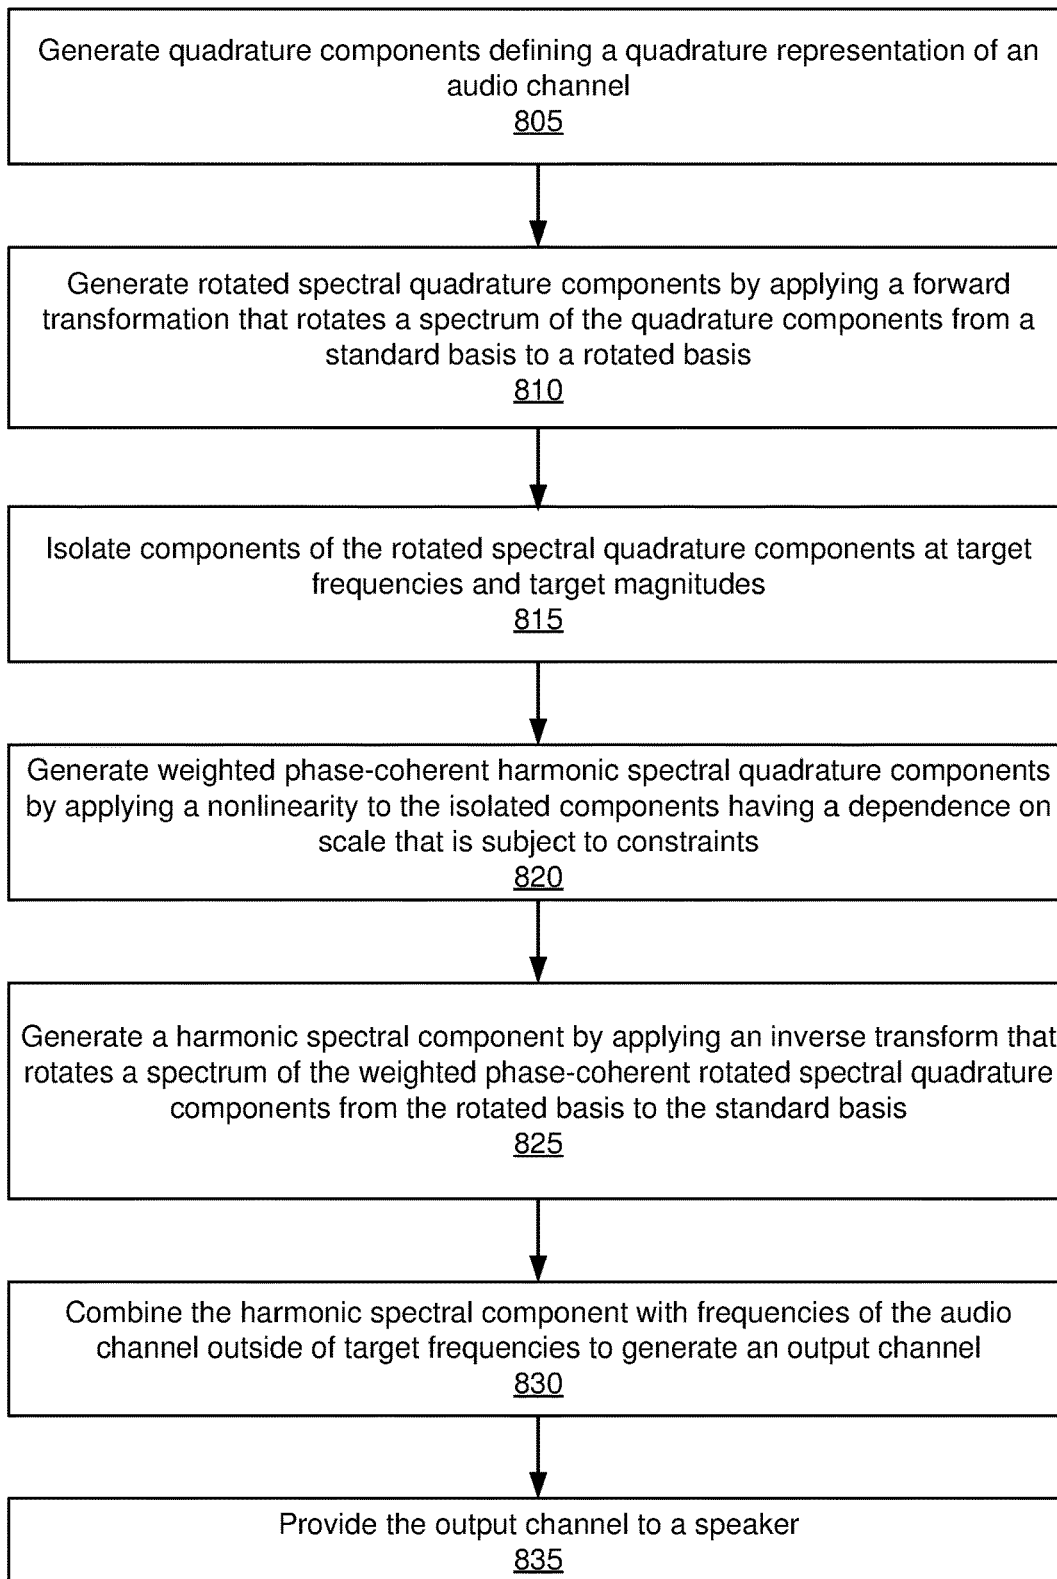 Generate quadrature components defining a quadrature representation of an
audio channel
805
Generate rotated spectral quadrature components by applying a forward
transformation that rotates a spectrum of the quadrature components from a
standard basis to a rotated basis
810
Isolate components of the rotated spectral quadrature components at target
frequencies and target magnitudes
815
Generate weighted phase-coherent harmonic spectral quadrature components
by applying a nonlinearity to the isolated components having a dependence on
scale that is subject to constraints
820
Generate a harmonic spectral component by applying an inverse transform that
rotates a spectrum of the weighted phase-coherent rotated spectral quadrature
components from the rotated basis to the standard basis
825
Combine the harmonic spectral component with frequencies of the audio
channel outside of target frequencies to generate an output channel
830
Provide the output channel to a speaker
835